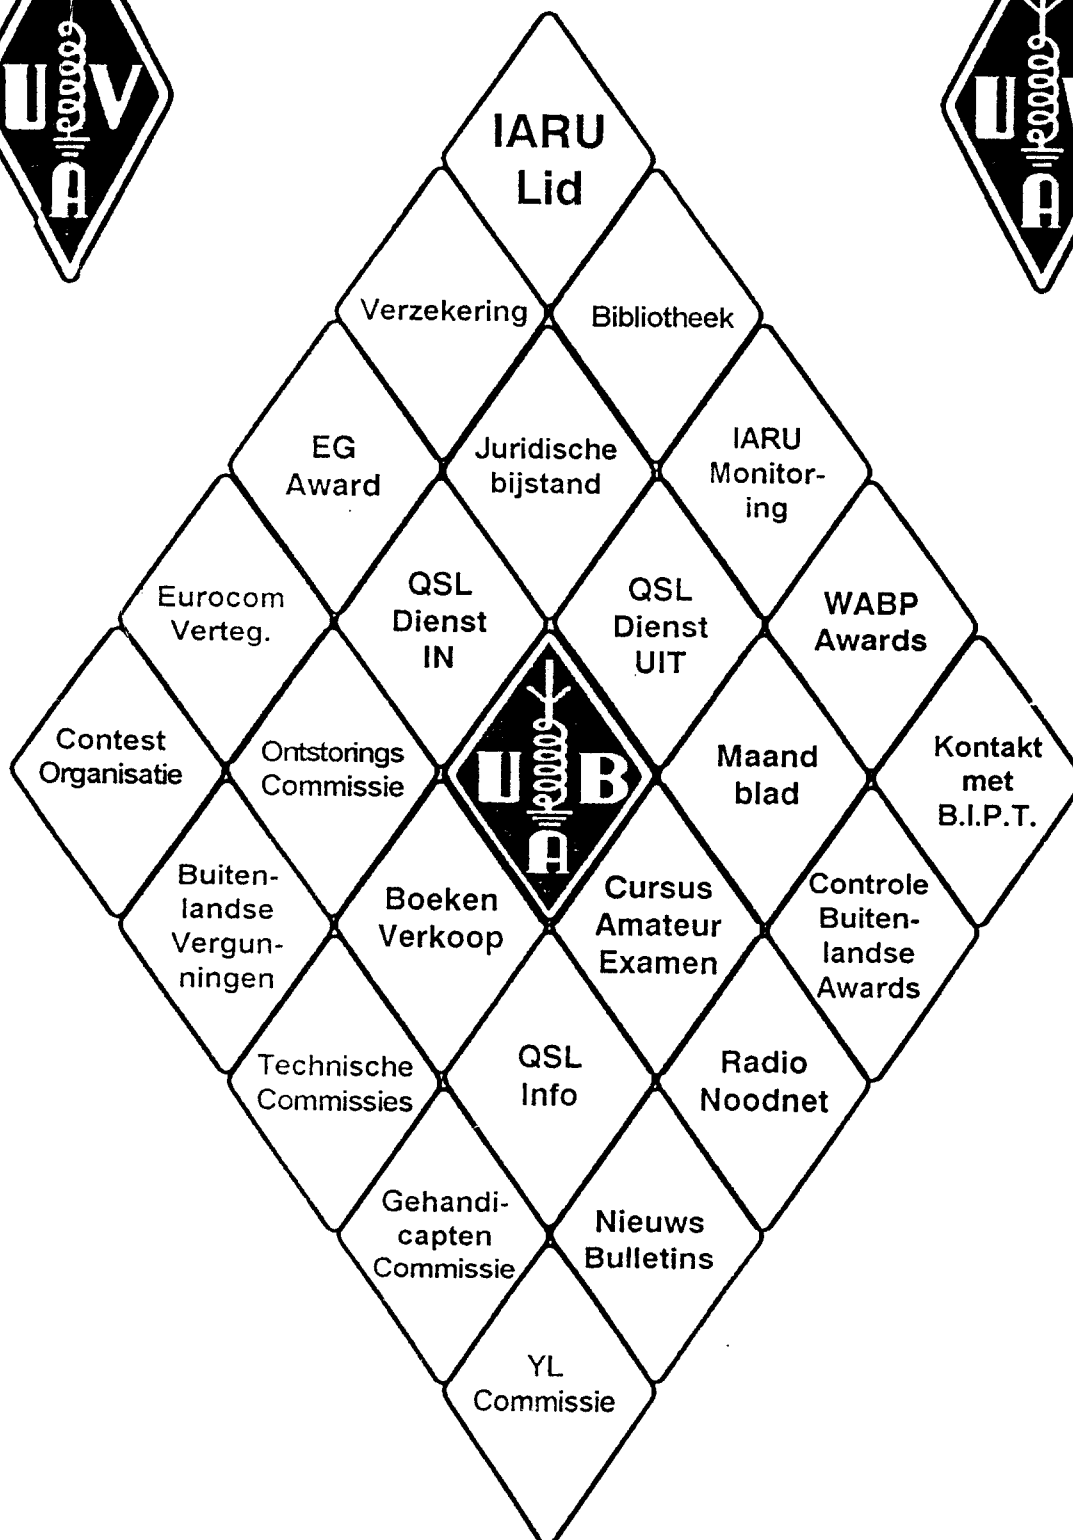 U V
A
U
A
IARU
Lid
Verzekering
Bibliotheek
EG
Award
Juridische
bijstand
IARU
Monitor-
ing
Eurocom
Verteg.
QSL
Dienst
IN
QSL
Dienst
UIT
WABP
Awards
Contest
Organisatie
Ontstorings
Commissie
U B
A
Maand
blad
Kontakt
met
B.I.P.T.
Buiten-
landse
Vergun-
ningen
Boeken
Verkoop
Cursus
Amateur
Examen
Controle
Buiten-
landse
Awards
Technische
Commissies
QSL
Info
Radio
Noodnet
Gehandi-
capten
Commissie
Nieuws
Bulletins
YL
Commissie